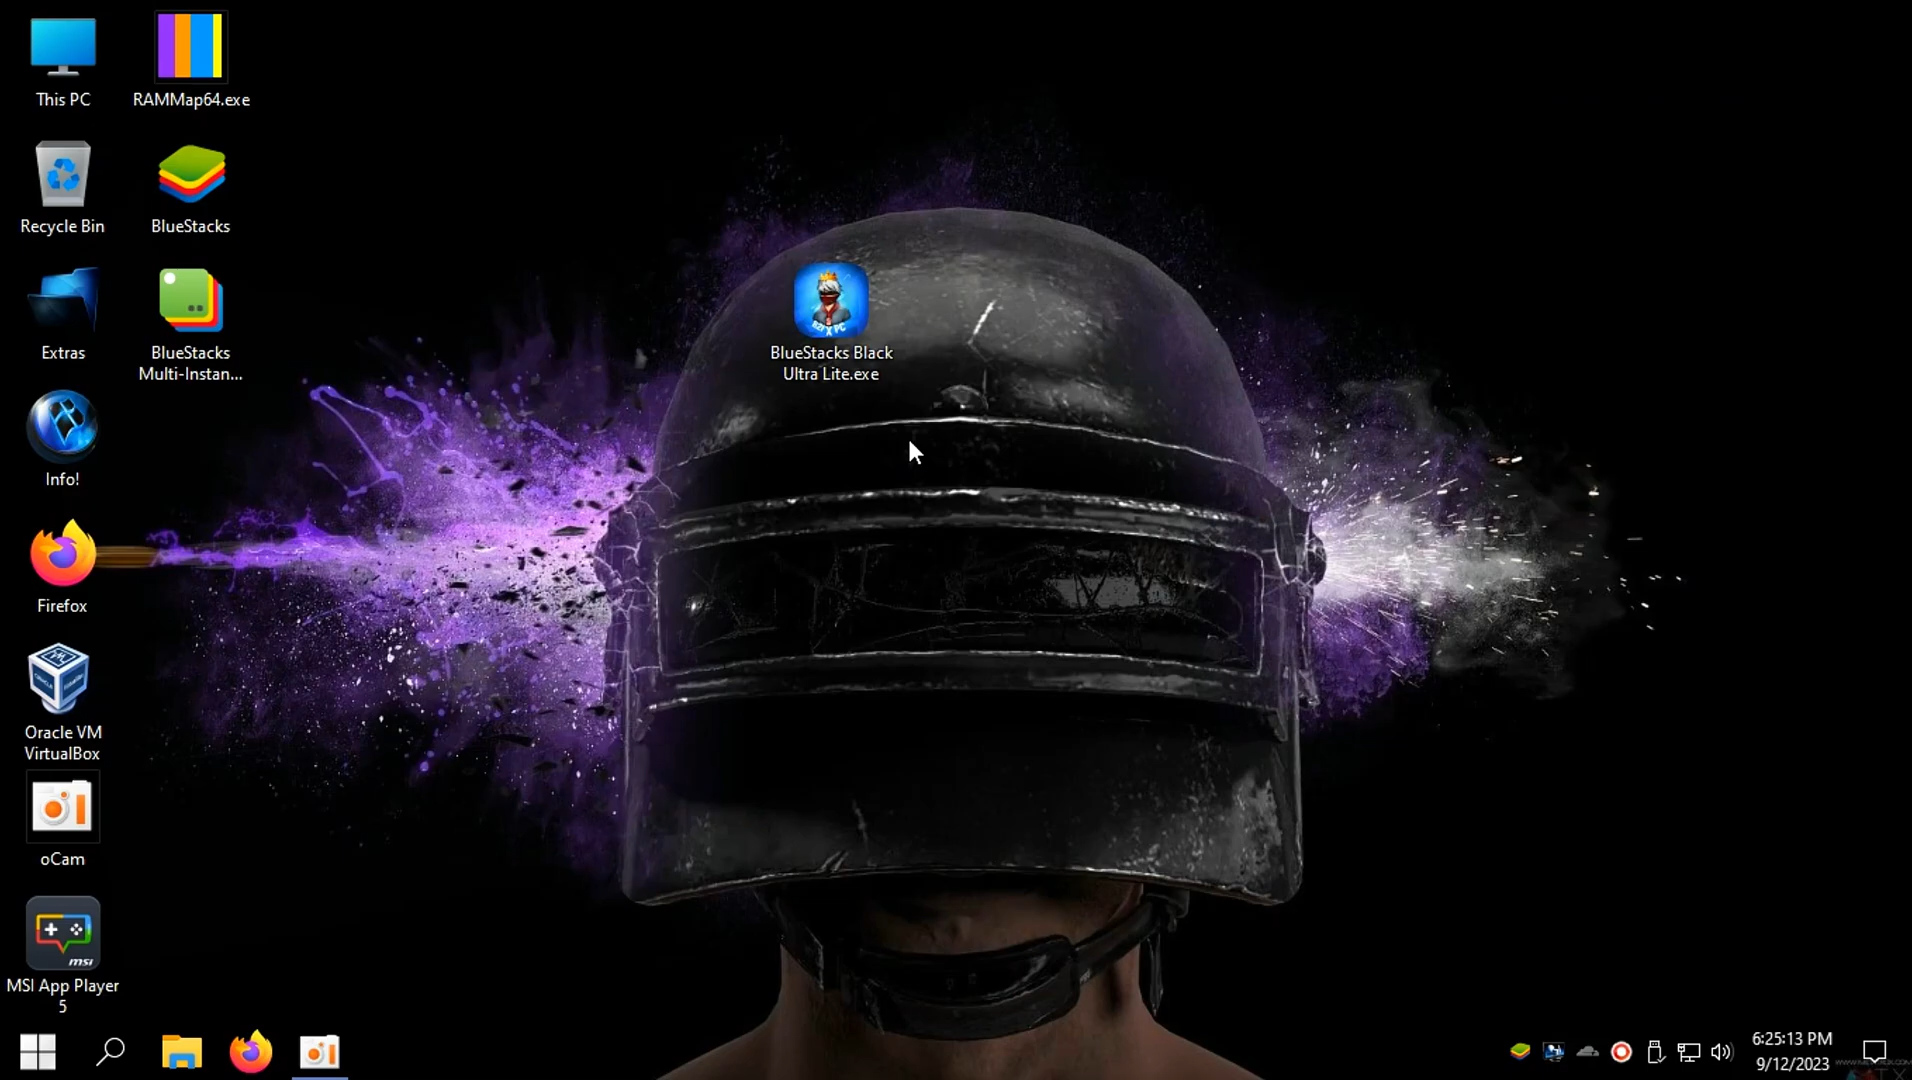 This PC
RAMMap64.exe
Recycle Bin
BlueStacks
Extras
BlueStacks
Multi-Instan...
BlueStacks Black
Ultra Lite.exe
Info!
Firefox
Oracle VM
VirtualBox
oCam
msi
MSI App Player
5
6:25:13 PM
9/12/2023